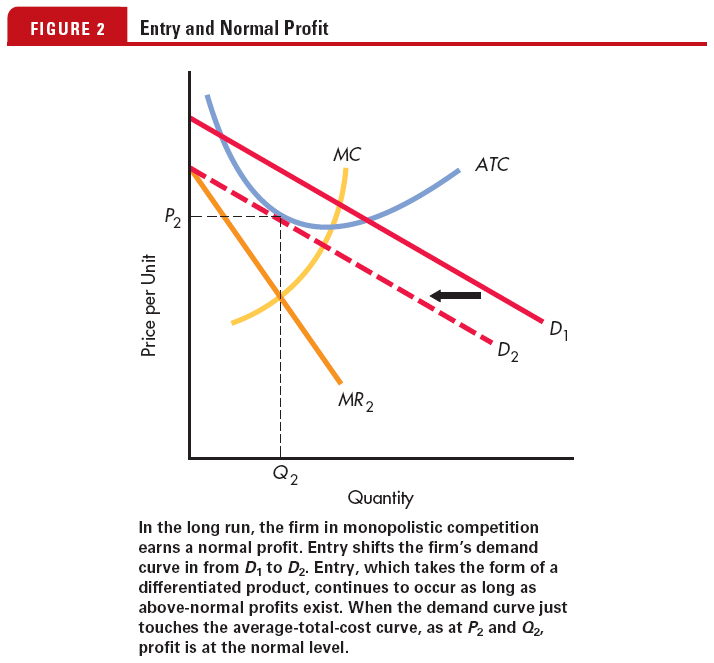 FIGURE 2 Entry and Normal Profit
MC
ATC
P2
Price per Unit
D1
D2
MR2
Q2
Quantity
In the long run, the firm in monopolistic competition
earns a normal profit. Entry shifts the firm's demand
curve in from D1 to D2. Entry, which takes the form of a
differentiated product, continues to occur as long as
above-normal profits exist. When the demand curve just
touches the average-total-cost curve, as at P2 and Q2,
profit is at the normal level.